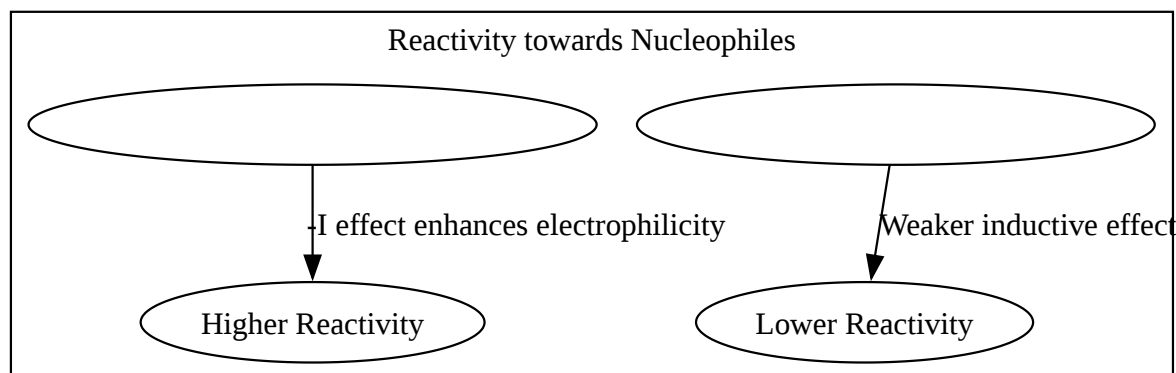 Reactivity towards Nucleophiles
-I effect enhances electrophilicity
Weaker inductive effect
Higher Reactivity
Lower Reactivity